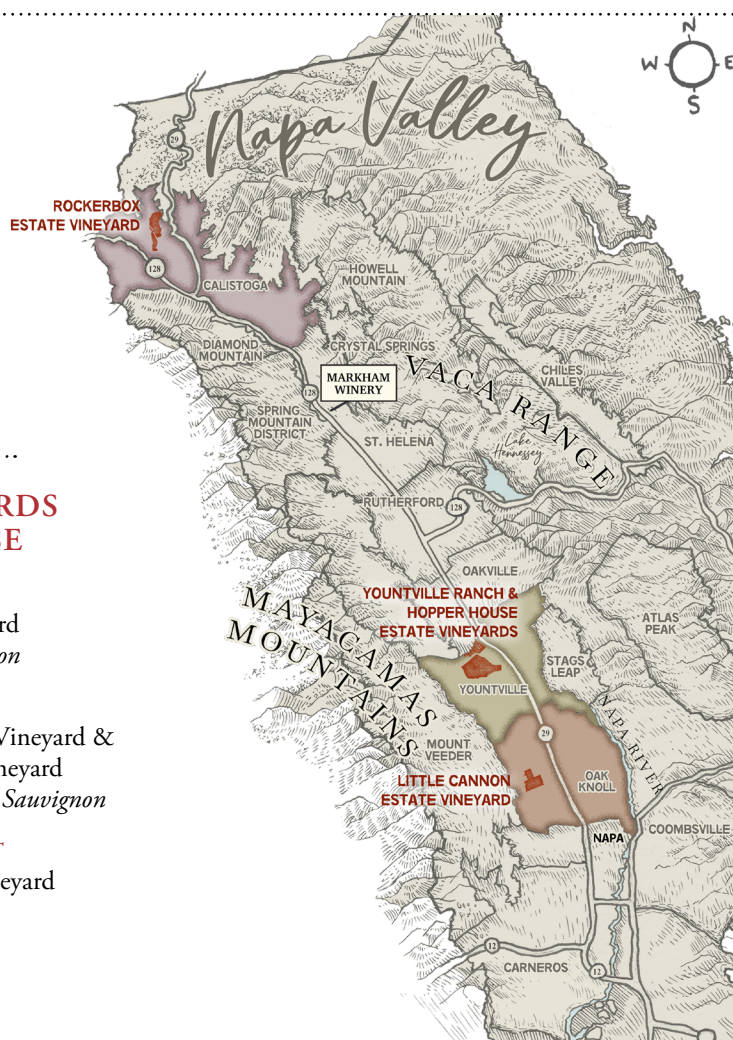 N
W E
S
Napa Valley
29
ROCKERBOX
ESTATE VINEYARD
128
CALISTOGA
HOWELL
MOUNTAIN
DIAMOND
MOUNTAIN
CRYSTAL SPRINGS
VACA RANGE
CHILES
VALLEY
MARKHAM
WINERY
128
SPRING
MOUNTAIN
DISTRICT
ST. HELENA
Lake
Hennessey
...
RDS
E
RUTHERFORD
128
OAKVILLE
YOUNTVILLE RANCH &
HOPPER HOUSE
ESTATE VINEYARDS
MAYACAMAS
MOUNTAINS
ATLAS
PEAK
rd
on
STAGS
LEAP
YOUNTVILLE
NAPA RIVER
Vineyard &
neyard
Sauvignon
29
MOUNT
VEEDER
LITTLE CANNON
ESTATE VINEYARD
OAK
KNOLL
NAPA
COOMBSVILLE
T
eyard
12
CARNEROS
12